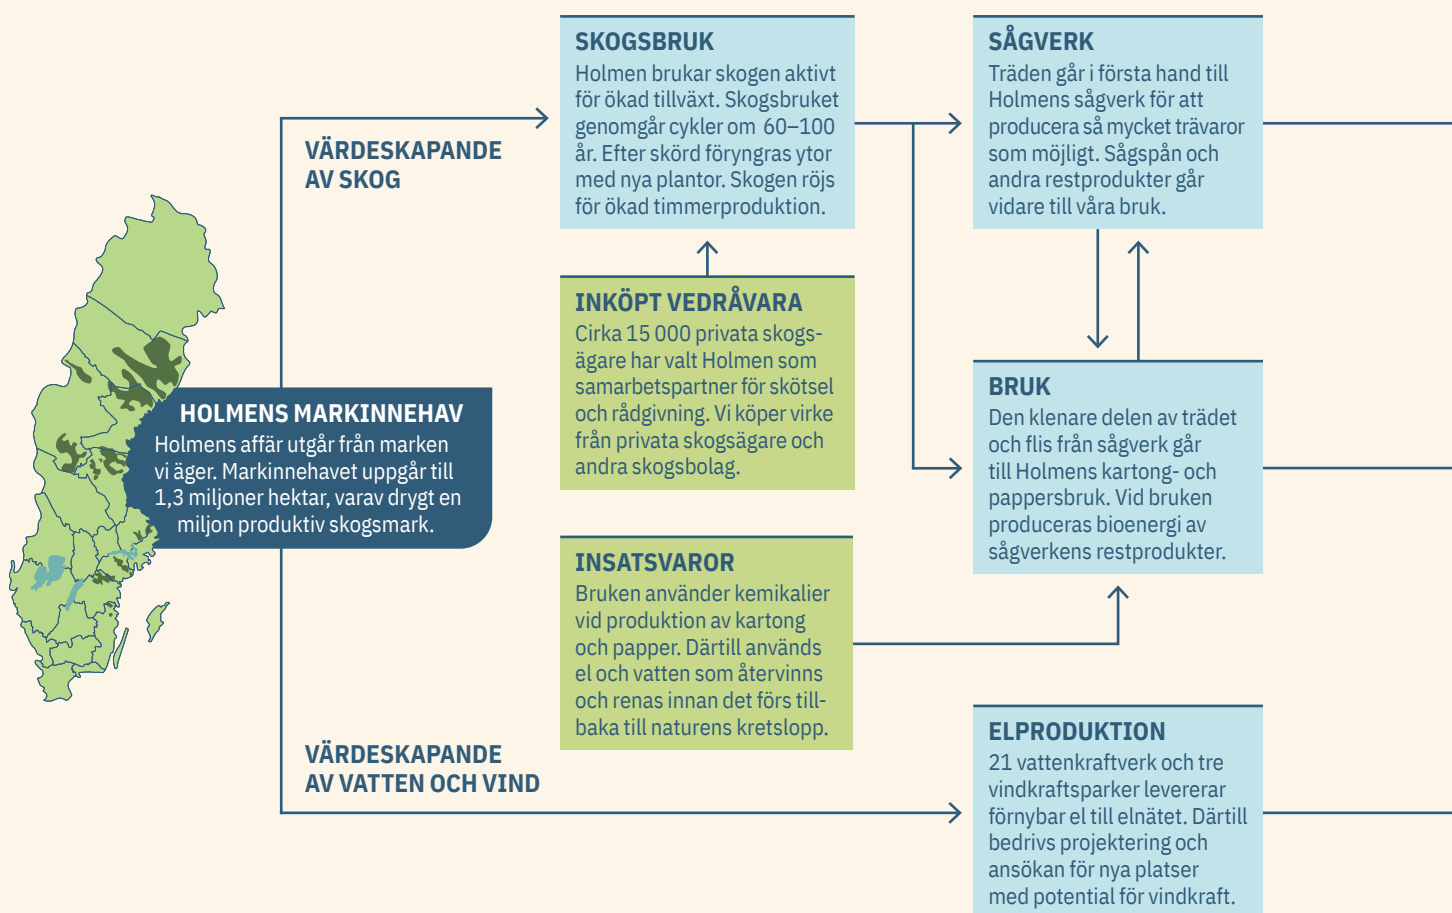 SKOGSBRUK
Holmen brukar skogen aktivt
för ökad tillväxt. Skogsbruket
genomgår cykler om 60–100
år. Efter skörd föryngras ytor
med nya plantor. Skogen röjs
för ökad timmerproduktion.
SÅGVERK
Träden går i första hand till
Holmens sågverk för att
producera så mycket trävaror
som möjligt. Sågspån och
andra restprodukter går
vidare till våra bruk.
VÄRDESKAPANDE
AV SKOG
INKÖPT VEDRÅVARA
Cirka 15 000 privata skogs-
ägare har valt Holmen som
samarbetspartner för skötsel
och rådgivning. Vi köper virke
från privata skogsägare och
andra skogsbolag.
BRUK
Den klenare delen av trädet
och flis från sågverk går
till Holmens kartong- och
pappersbruk. Vid bruken
produceras bioenergi av
sågverkens restprodukter.
HOLMENS MARKINNEHAV
Holmens affär utgår från marken
vi äger. Markinnehavet uppgår till
1,3 miljoner hektar, varav drygt en
miljon produktiv skogsmark.
INSATSVAROR
Bruken använder kemikalier
vid produktion av kartong
och papper. Därtill används
el och vatten som återvinns
och renas innan det förs till-
baka till naturens kretslopp.
VÄRDESKAPANDE
AV VATTEN OCH VIND
ELPRODUKTION
21 vattenkraftverk och tre
vindkraftsparker levererar
förnybar el till elnätet. Därtill
bedrivs projektering och
ansökan för nya platser
med potential för vindkraft.